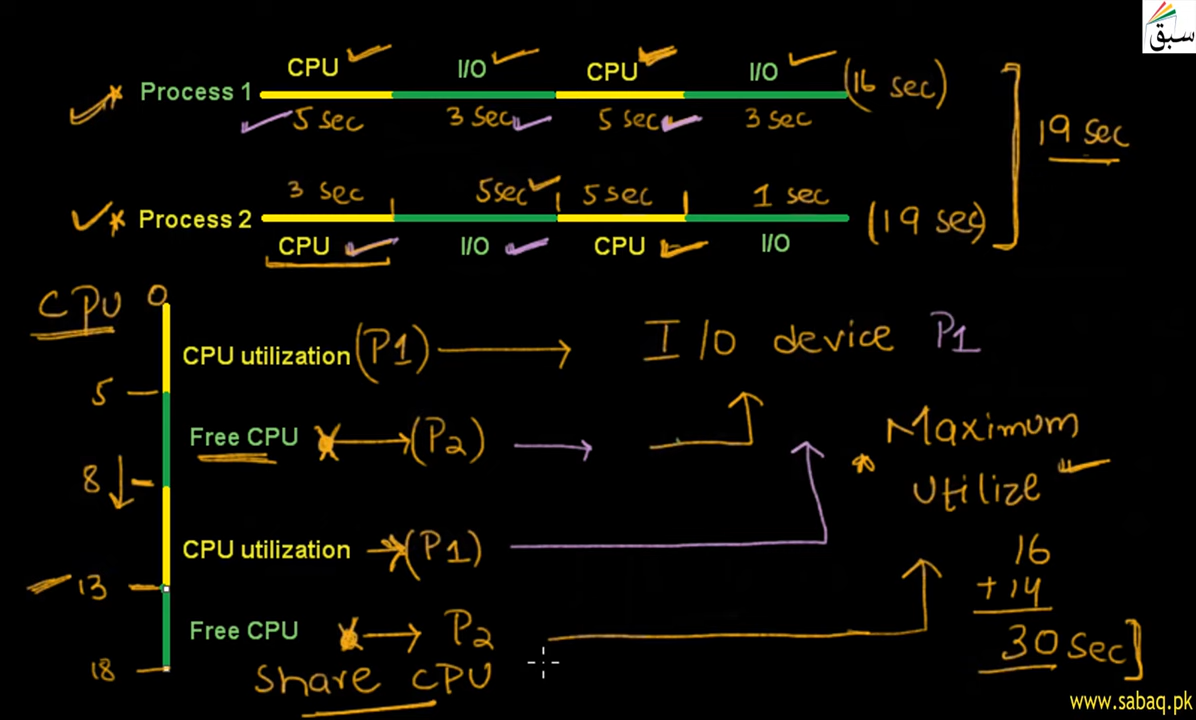 سبق
CPU I/O CPU I/O
Process 1 (16 sec)
5 sec 3 sec 5 sec 3 sec
19 sec
3 sec 5sec 5 sec 1 sec
Process 2 (19 sec)
CPU I/O CPU I/O
CPU 0
CPU utilization (P1) I/O device P1
5
Free CPU (P2) Maximum
8 Utilize
CPU utilization (P1) 16
13 + 14
Free CPU P2 30 sec
18 Share CPU
www.sabaq.pk